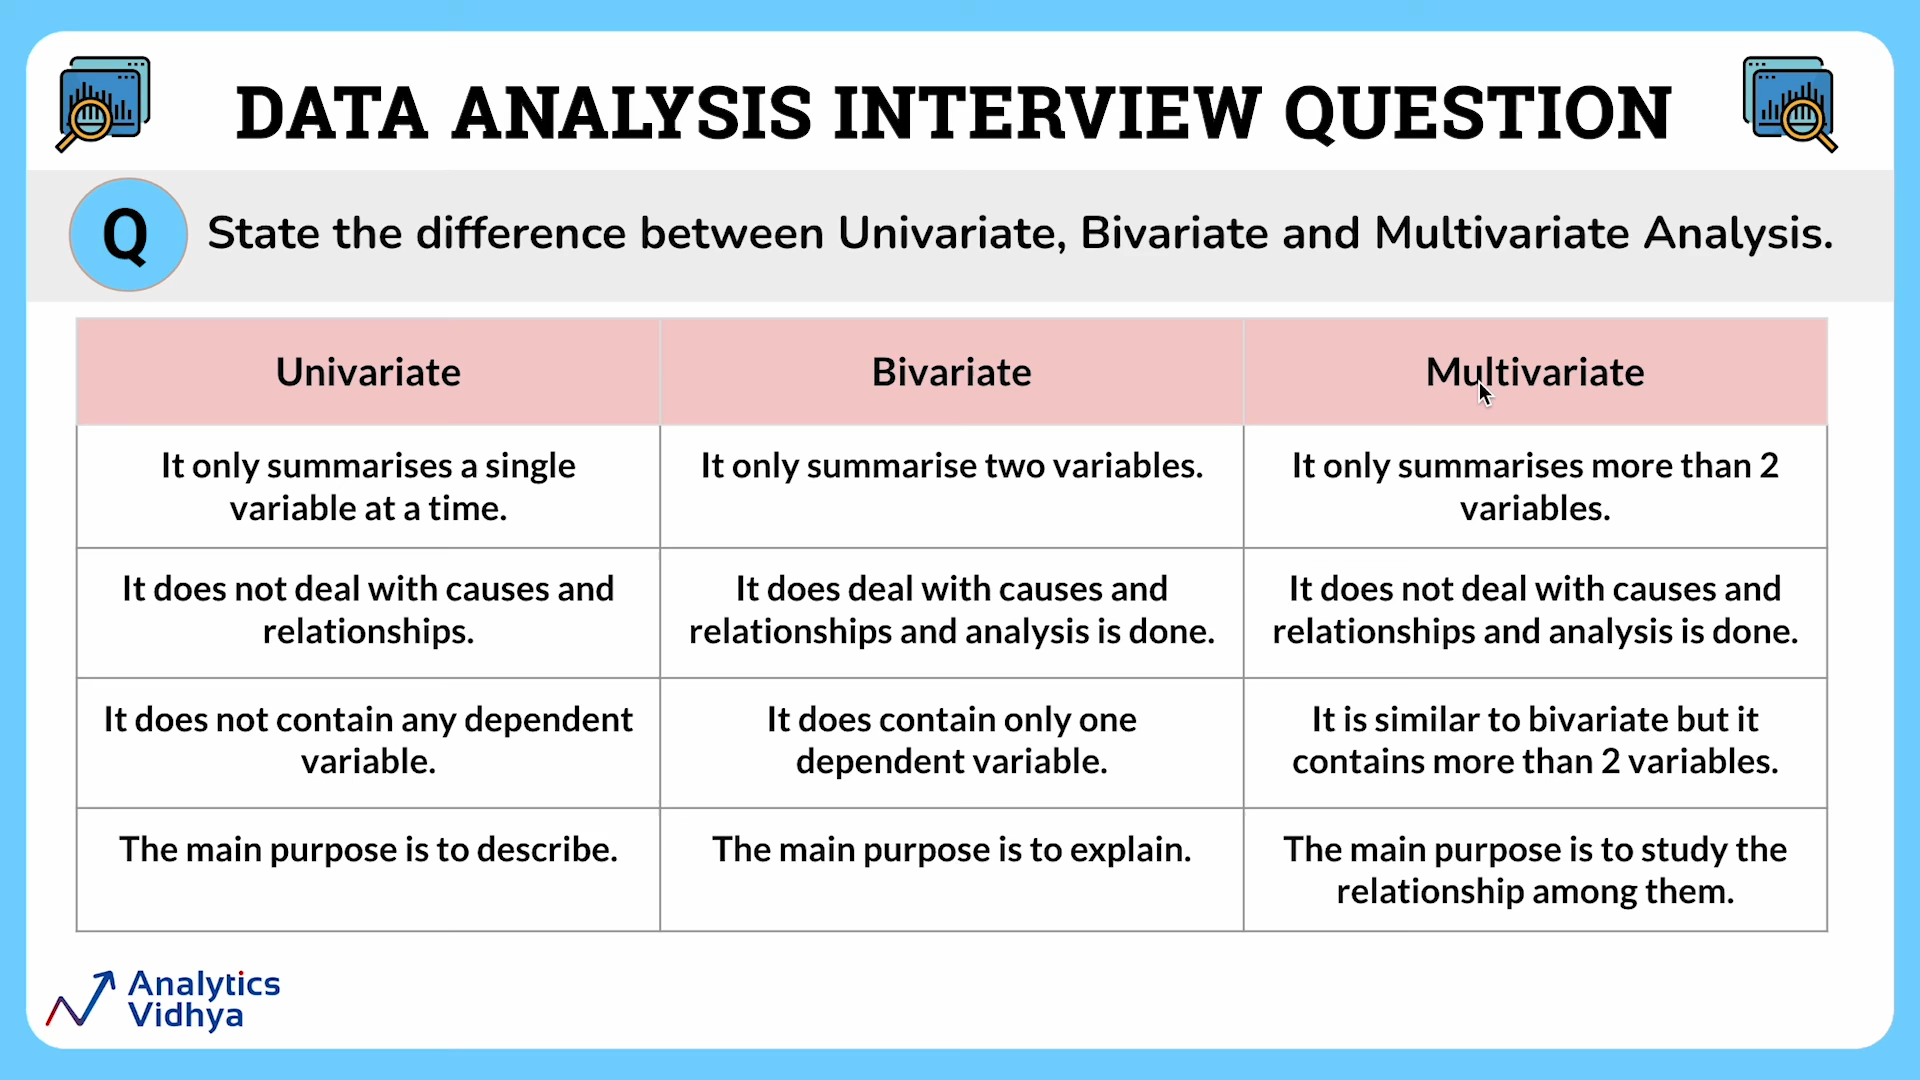 DATA ANALYSIS INTERVIEW QUESTION
Q
State the difference between Univariate, Bivariate and Multivariate Analysis.
Univariate
Bivariate
Multivariate
It only summarises a single
variable at a time.
It only summarise two variables.
It only summarises more than 2
variables.
It does not deal with causes and
relationships.
It does deal with causes and
relationships and analysis is done.
It does not deal with causes and
relationships and analysis is done.
It does not contain any dependent
variable.
It does contain only one
dependent variable.
It is similar to bivariate but it
contains more than 2 variables.
The main purpose is to describe.
The main purpose is to explain.
The main purpose is to study the
relationship among them.
Analytics
Vidhya